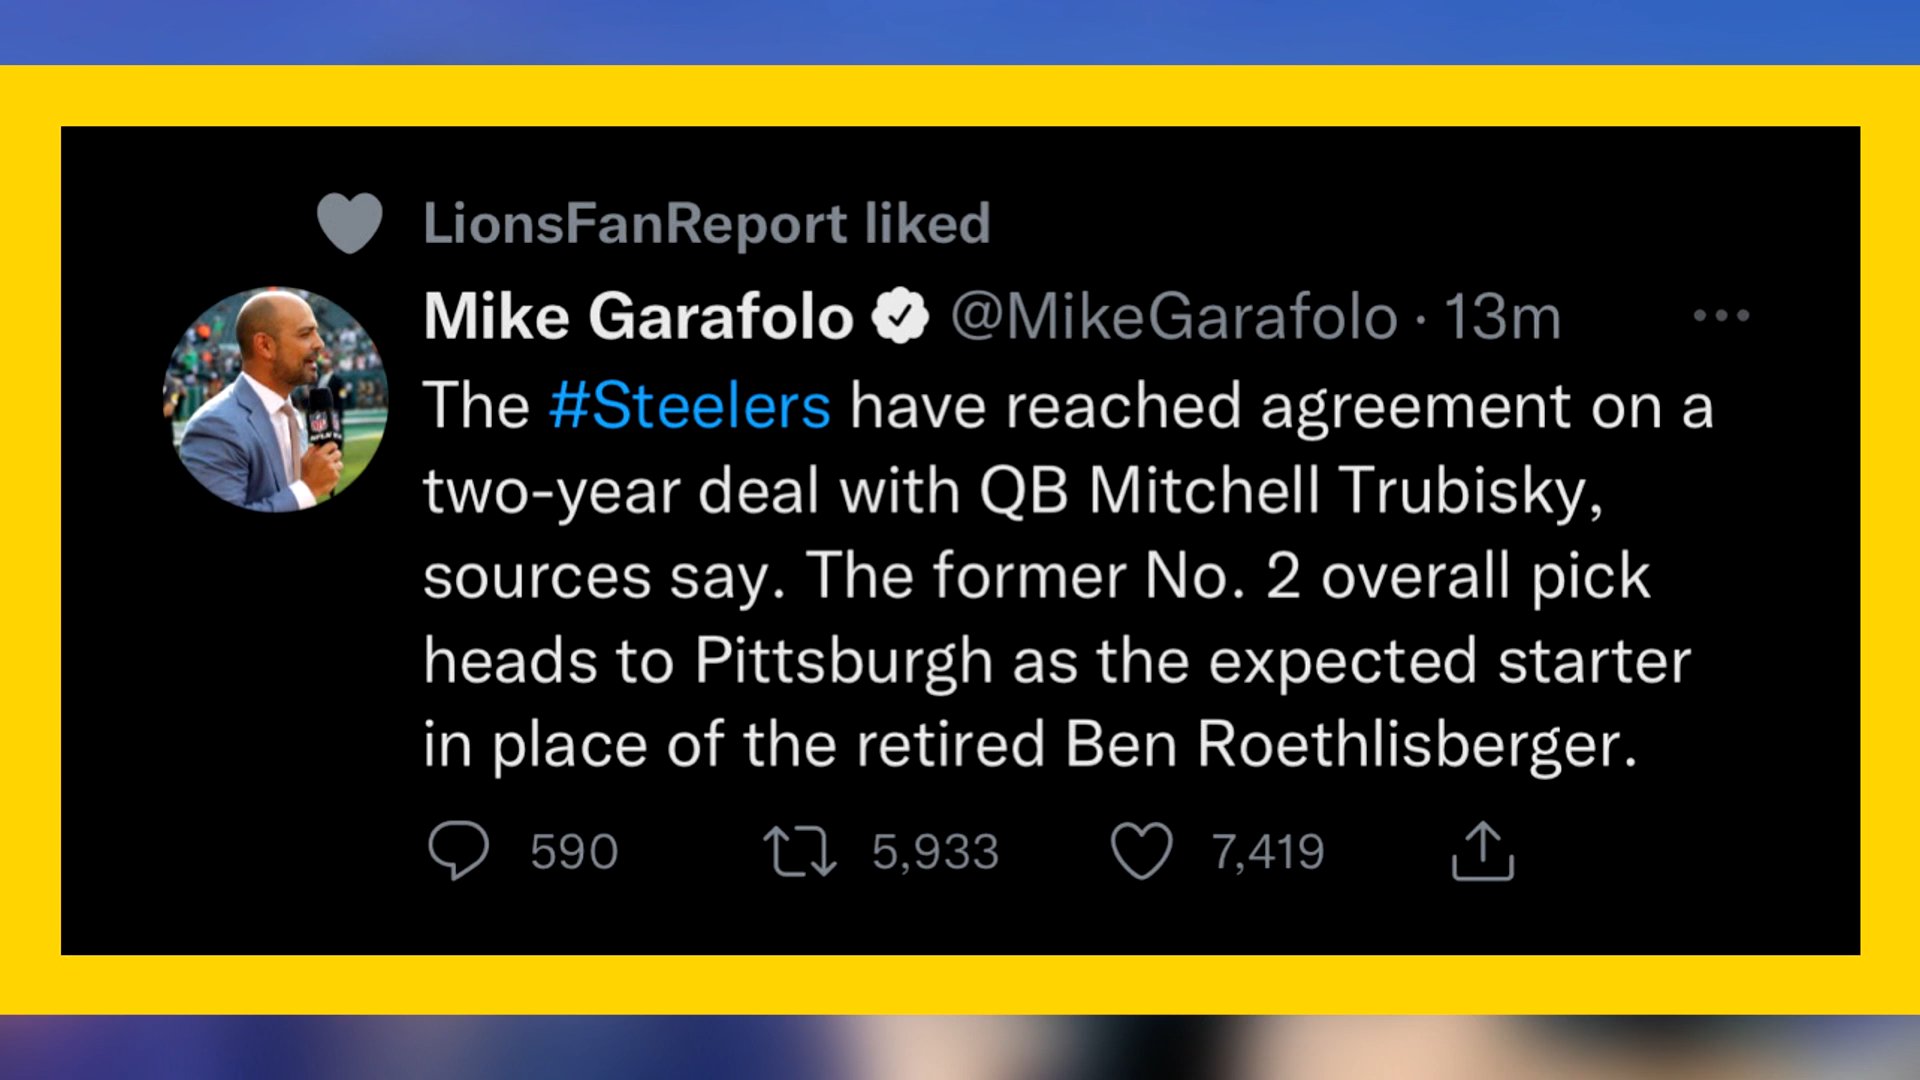 LionsFanReport liked
Mike Garafolo @MikeGarafolo · 13m
The #Steelers have reached agreement on a
two-year deal with QB Mitchell Trubisky,
sources say. The former No. 2 overall pick
heads to Pittsburgh as the expected starter
in place of the retired Ben Roethlisberger.
590 5,933 7,419